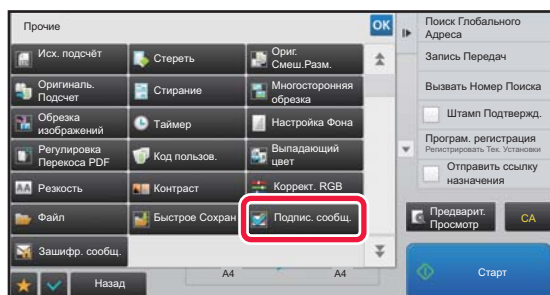 Прочие
OK
Исх. подсчёт
Стереть
Ориг.
Смеш.Разм.
Оригиналь.
Подсчет
Стирание
Многосторонняя
обрезка
Обрезка
изображений
Таймер
Настройка Фона
Регулировка
Перекоса PDF
Код пользов.
Выпадающий
цвет
AA Резкость
Контраст
Коррект. RGB
Файл
Быстрое Сохран
Подпис. сообщ.
Зашифр. сообщ.
Назад
A4
A4
Поиск Глобального
Адреса
Запись Передач
Вызвать Номер Поиска
Штамп Подтвержд.
Програм. регистрация
Регистрировать Тек. Установки
Отправить ссылку
назначения
Предварит.
Просмотр
CA
Старт